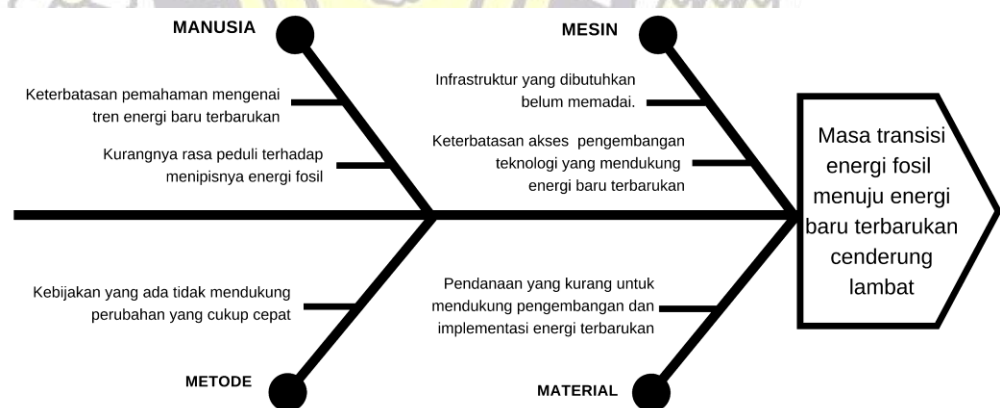 MANUSIA
Keterbatasan pemahaman mengenai
tren energi baru terbarukan
Kurangnya rasa peduli terhadap
menipisnya energi fosil
MESIN
Infrastruktur yang dibutuhkan
belum memadai.
Keterbatasan akses pengembangan
teknologi yang mendukung
energi baru terbarukan
Masa transisi
energi fosil
menuju energi
baru terbarukan
cenderung
lambat
Kebijakan yang ada tidak mendukung
perubahan yang cukup cepat
METODE
Pendanaan yang kurang untuk
mendukung pengembangan dan
implementasi energi terbarukan
MATERIAL